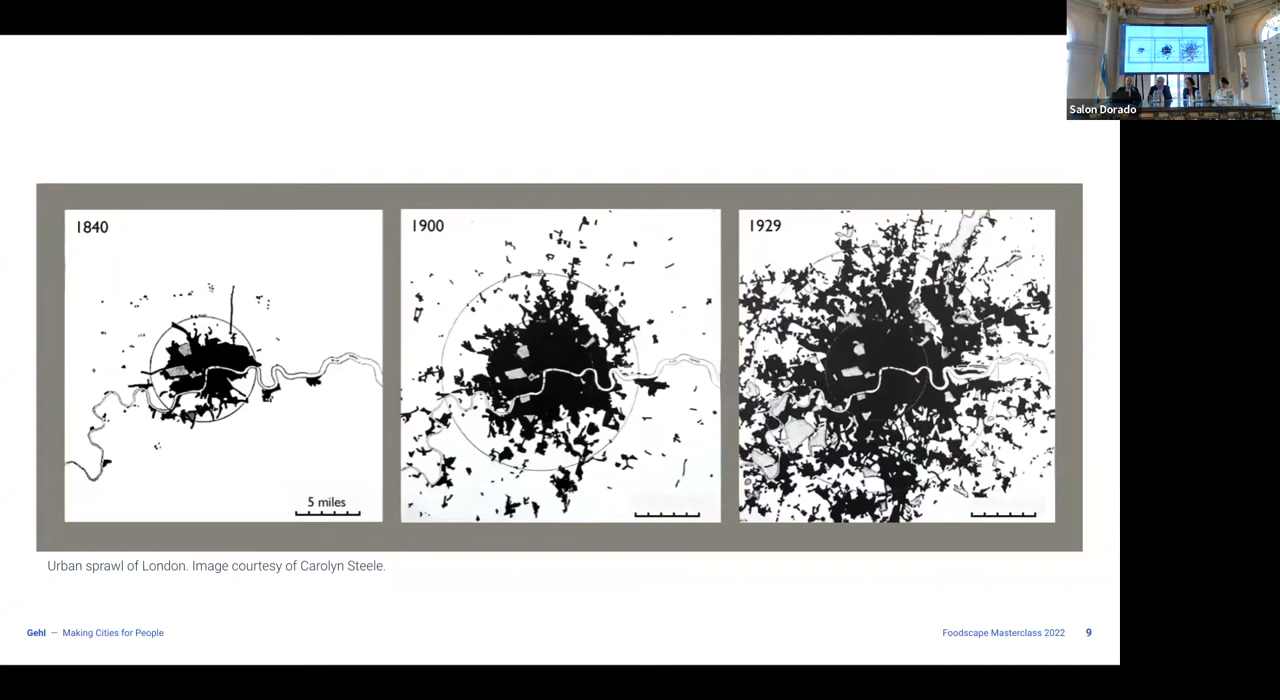 Salon Dorado
1840
1900
1929
5 miles
Urban sprawl of London. Image courtesy of Carolyn Steele.
Gehl — Making Cities for People
Foodscape Masterclass 2022
9